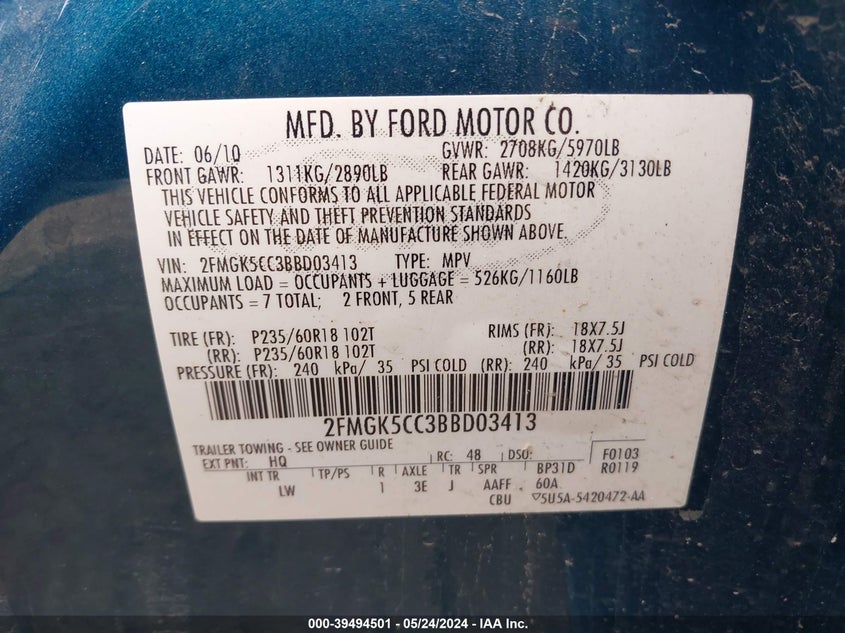 MFD. BY FORD MOTOR CO.
DATE: 06/10 GVWR: 2708KG/5970LB
FRONT GAWR: 1311KG/2890LB REAR GAWR: 1420KG/3130LB
THIS VEHICLE CONFORMS TO ALL APPLICABLE FEDERAL MOTOR
VEHICLE SAFETY AND THEFT PREVENTION STANDARDS
IN EFFECT ON THE DATE OF MANUFACTURE SHOWN ABOVE.
VIN: 2FMGK5CC3BBD03413 TYPE: MPV
MAXIMUM LOAD = OCCUPANTS + LUGGAGE = 526KG/1160LB
OCCUPANTS = 7 TOTAL; 2 FRONT, 5 REAR
TIRE (FR): P235/60R18 102T RIMS (FR): 18X7.5J
(RR): P235/60R18 102T (RR): 18X7.5J
PRESSURE (FR): 240 kPa/ 35 PSI COLD (RR): 240 kPa/35 PSI COLD
2FMGK5CC3BBD03413
TRAILER TOWING - SEE OWNER GUIDE
EXT PNT: HQ RC: 48 DSO: F0103
INT TR TP/PS R AXLE TR SPR BP31D R0119
LW 1 3E J AAFF 60A
CBU ▽5U5A-5420472-AA
000-39494501 - 05/24/2024 - IAA Inc.